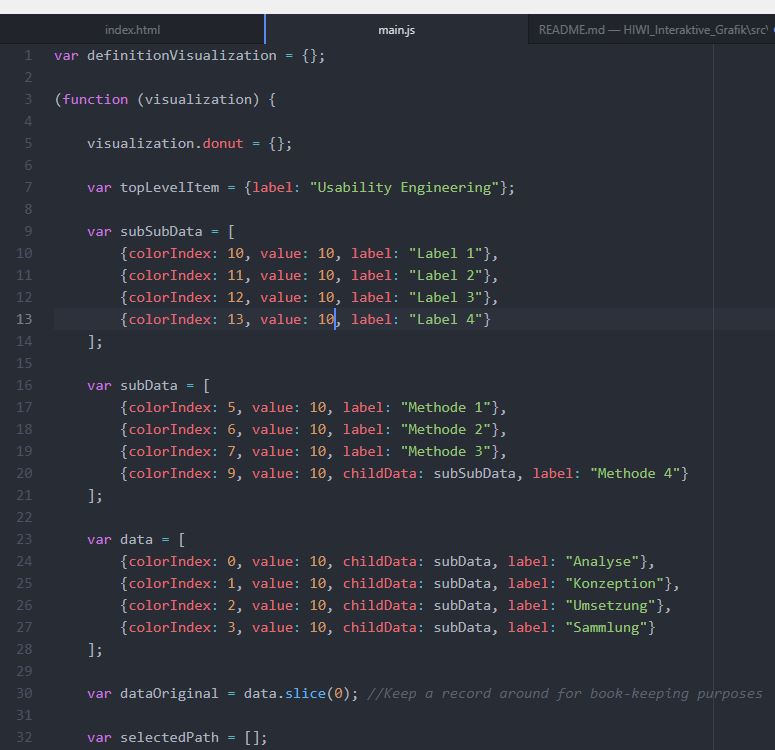 index.html
main.js
README.md — HIWI_Interaktive_Grafik\src\
1 var definitionVisualization = {};
2
3 (function (visualization) {
4
5     visualization.donut = {};
6
7     var topLevelItem = {label: "Usability Engineering"};
8
9     var subSubData = [
10         {colorIndex: 10, value: 10, label: "Label 1"},
11         {colorIndex: 11, value: 10, label: "Label 2"},
12         {colorIndex: 12, value: 10, label: "Label 3"},
13         {colorIndex: 13, value: 10, label: "Label 4"}
14     ];
15
16     var subData = [
17         {colorIndex: 5, value: 10, label: "Methode 1"},
18         {colorIndex: 6, value: 10, label: "Methode 2"},
19         {colorIndex: 7, value: 10, label: "Methode 3"},
20         {colorIndex: 9, value: 10, childData: subSubData, label: "Methode 4"}
21     ];
22
23     var data = [
24         {colorIndex: 0, value: 10, childData: subData, label: "Analyse"},
25         {colorIndex: 1, value: 10, childData: subData, label: "Konzeption"},
26         {colorIndex: 2, value: 10, childData: subData, label: "Umsetzung"},
27         {colorIndex: 3, value: 10, childData: subData, label: "Sammlung"}
28     ];
29
30     var dataOriginal = data.slice(0); //Keep a record around for book-keeping purposes
31
32     var selectedPath = [];